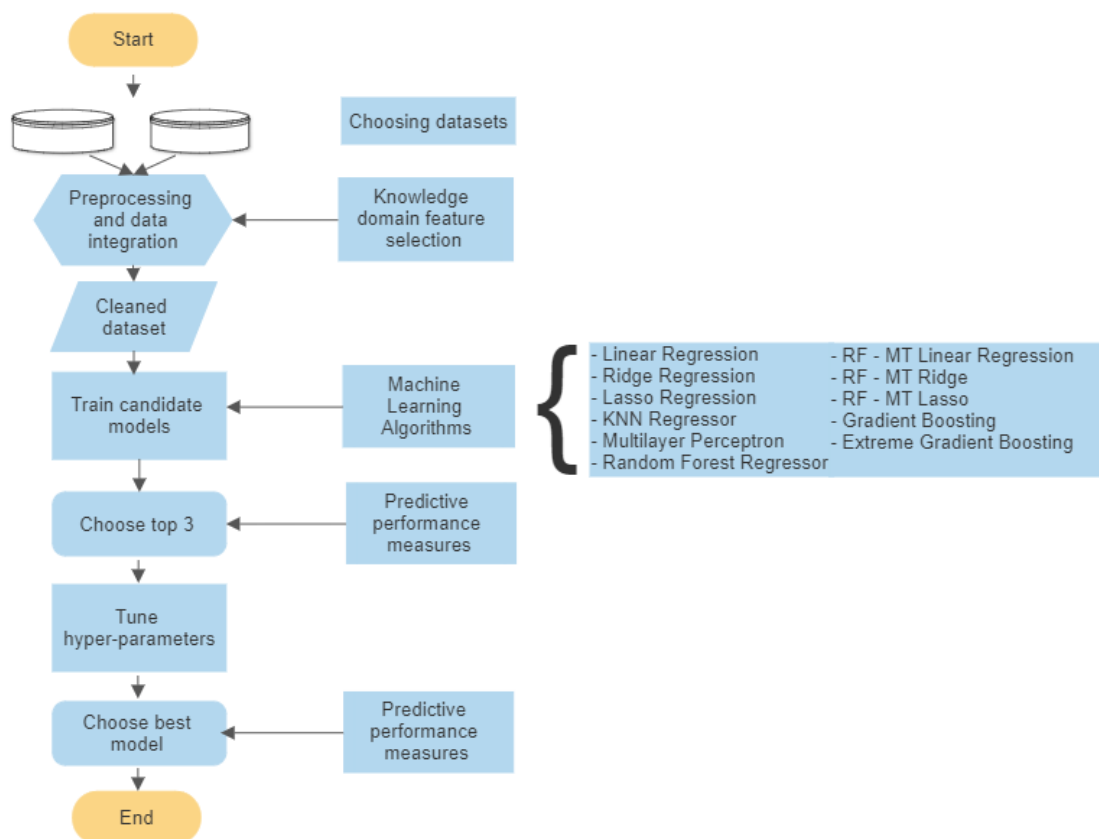 Start
Choosing datasets
Preprocessing
and data
integration
Knowledge
domain feature
selection
Cleaned
dataset
Train candidate
models
Machine
Learning
Algorithms
- Linear Regression
- Ridge Regression
- Lasso Regression
- KNN Regressor
- Multilayer Perceptron
- Random Forest Regressor
- RF - MT Linear Regression
- RF - MT Ridge
- RF - MT Lasso
- Gradient Boosting
- Extreme Gradient Boosting
Choose top 3
Predictive
performance
measures
Tune
hyper-parameters
Choose best
model
Predictive
performance
measures
End